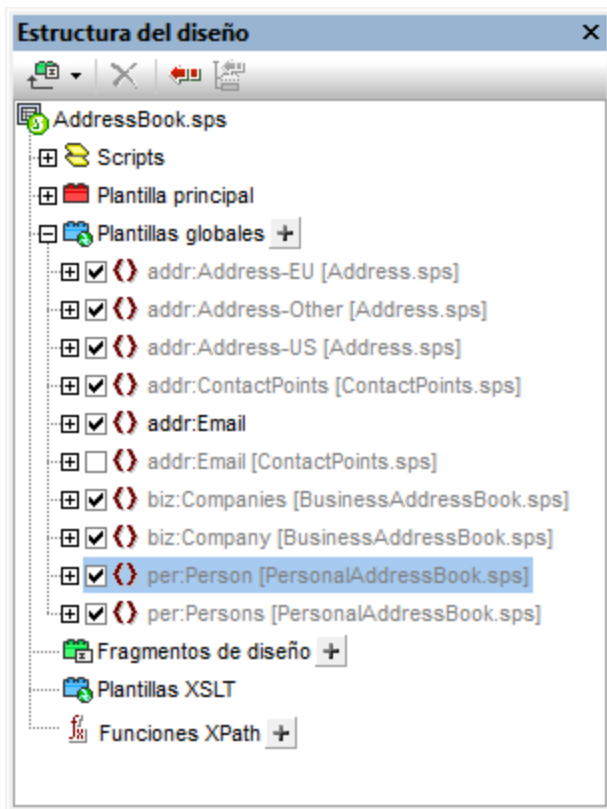 Estructura del diseño
AddressBook.sps
Scripts
Plantilla principal
Plantillas globales
addr:Address-EU [Address.sps]
addr:Address-Other [Address.sps]
addr:Address-US [Address.sps]
addr:ContactPoints [ContactPoints.sps]
addr:Email
addr:Email [ContactPoints.sps]
biz:Companies [BusinessAddressBook.sps]
biz:Company [BusinessAddressBook.sps]
per:Person [PersonalAddressBook.sps]
per:Persons [PersonalAddressBook.sps]
Fragmentos de diseño
Plantillas XSLT
Funciones XPath